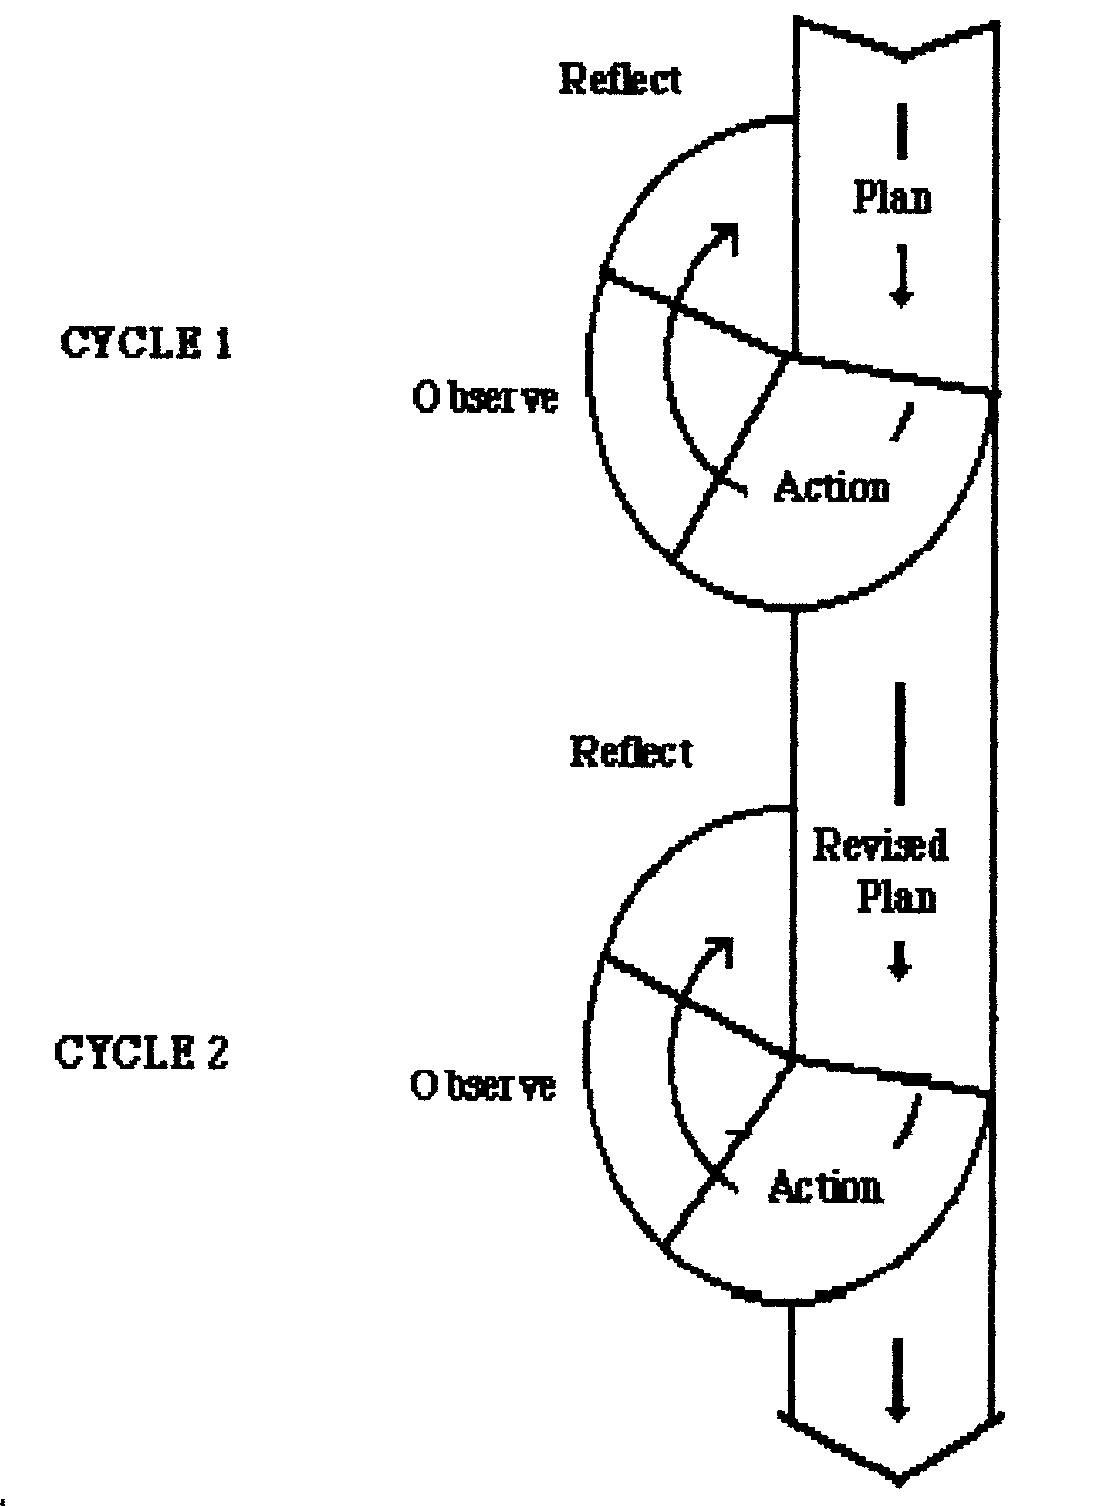 Reflect
Plan
CYCLE 1
Observe
Action
Reflect
Revised
Plan
CYCLE 2
Observe
Action